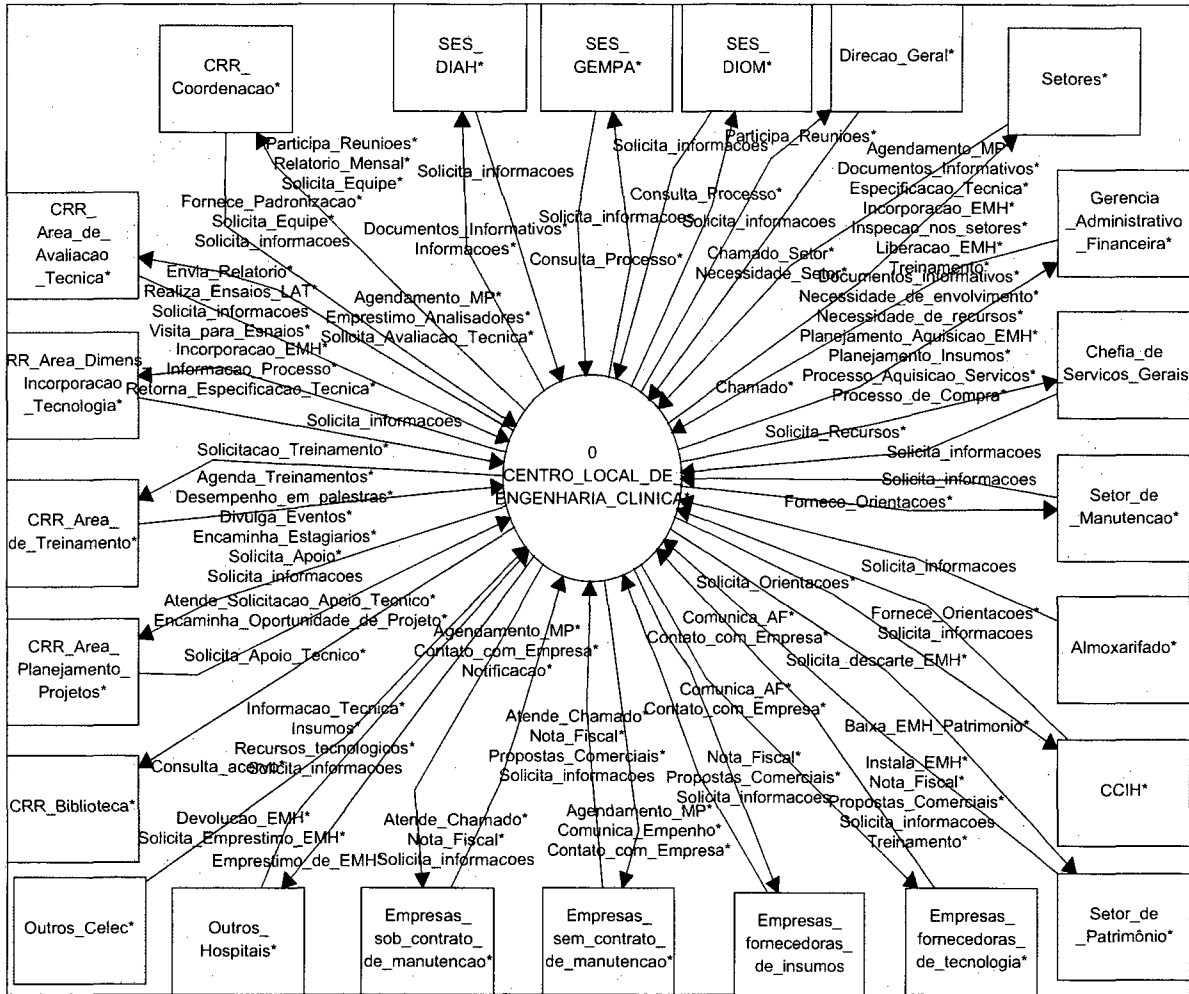 CRR_
Coordenacao*
SES_
DIAH*
SES_
GEMPA*
SES_
DIOM*
Direcao_Geral*
Setores*
CRR_
Area_de_
Avaliacao_
Tecnica*
RR_Area_Dimens_
Incorporacao
_Tecnologia*
CRR_Area_
de_Treinamento*
CRR_Area_
Planejamento_
Projetos*
CRR_Biblioteca*
Outros_Celec*
Outros_
Hospitais*
Empresas_
sob_contrato_
de_manutencao*
Empresas_
sem_contrato_
de_manutencao*
Empresas_
fornecedoras_
de_insumos
Empresas_
fornecedoras_
de_tecnologia*
Setor_de
_Patrimônio*
CCIH*
Almoxarifado*
Setor_de
_Manutencao*
Chefia_de_
Servicos_Gerais*
Gerencia
_Administrativo_
Financeira*
0
CENTRO_LOCAL_DE_
ENGENHARIA_CLINICA
Participa_Reunioes*
Relatorio_Mensal*
Solicita_Equipe*
Fornece_Padronizacao*
Solicita_Equipe*
Solicita_informacoes
Envia_Relatorio*
Realiza_Ensaios_LAT*
Solicita_informacoes
Visita_para_Esnaios*
Incorporacao_EMH*
Informacao_Processo*
Retorna_Especificacao_Tecnica*
Agendamento_MP*
Emprestimo_Analisadores*
Solicita_Avaliacao_Tecnica*
Solicita_informacoes
Documentos_Informativos*
Informacoes*
Solicita_informacoes
Solicita_informacoes
Consulta_Processo*
Solicita_informacoes
Consulta_Processo*
Solicita_informacoes
Participa_Reunioes*
Chamado_Setor*
Necessidade_Setor*
Agendamento_MP*
Documentos_Informativos*
Especificacao_Tecnica*
Incorporacao_EMH*
Inspecao_nos_setores*
Liberacao_EMH*
Treinamento*
Documentos_Informativos*
Necessidade_de_envolvimento*
Necessidade_de_recursos*
Planejamento_Aquisicao_EMH*
Planejamento_Insumos*
Processo_Aquisicao_Servicos*
Processo_de_Compra*
Chamado*
Solicita_Recursos*
Solicita_informacoes
Solicita_informacoes
Fornece_Orientacoes*
Solicita_informacoes
Solicita_Orientacoes*
Fornece_Orientacoes*
Solicita_informacoes
Solicita_descarte_EMH*
Baixa_EMH_Patrimonio*
Solicitacao_Treinamento*
Agenda_Treinamentos*
Desempenho_em_palestras*
Divulga_Eventos*
Encaminha_Estagiarios*
Solicita_Apoio*
Solicita_informacoes
Atende_Solicitacao_Apoio_Tecnico*
Encaminha_Oportunidade_de_Projeto*
Solicita_Apoio_Tecnico*
Consulta_acervo*
Informacao_Tecnica*
Insumos*
Recursos_tecnologicos*
Solicita_informacoes
Devolucao_EMH*
Solicita_Emprestimo_EMH*
Emprestimo_de_EMH*
Agendamento_MP*
Contato_com_Empresa*
Notificacao*
Atende_Chamado*
Nota_Fiscal*
Solicita_informacoes
Atende_Chamado*
Nota_Fiscal*
Propostas_Comerciais*
Solicita_informacoes
Agendamento_MP*
Comunica_Empenho*
Contato_com_Empresa*
Comunica_AF*
Contato_com_Empresa*
Nota_Fiscal*
Propostas_Comerciais*
Solicita_informacoes
Comunica_AF*
Contato_com_Empresa*
Instala_EMH*
Nota_Fiscal*
Propostas_Comerciais*
Solicita_informacoes
Treinamento*